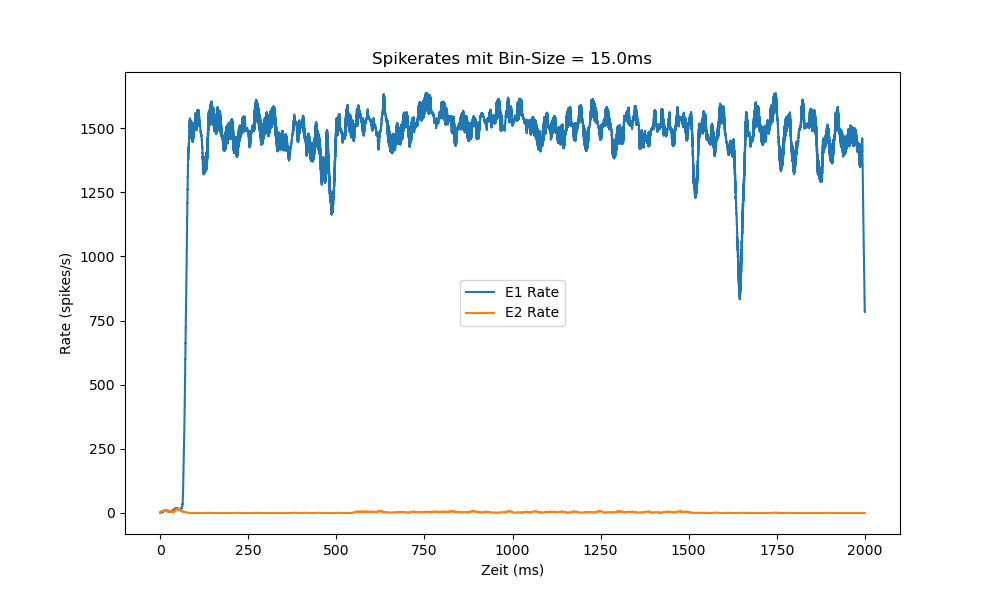 Spikerates mit Bin-Size = 15.0ms
1500
1250
1000
750
500
250
0
Rate (spikes/s)
E1 Rate
E2 Rate
0 250 500 750 1000 1250 1500 1750 2000
Zeit (ms)